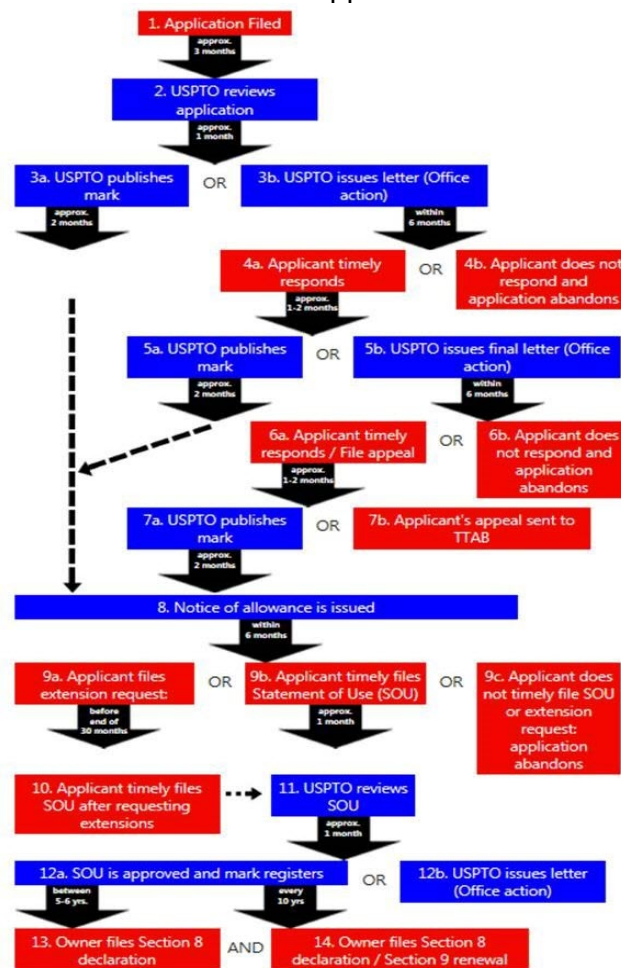 1. Application Filed
approx.
3 months
2. USPTO reviews
application
approx.
1 month
3a. USPTO publishes
mark
OR
3b. USPTO issues letter (Office
action)
approx.
2 months
within
6 months
4a. Applicant timely
responds
OR
4b. Applicant does not
respond and
application abandons
approx.
1-2 months
5a. USPTO publishes
mark
OR
5b. USPTO issues final letter (Office
action)
approx.
2 months
within
6 months
6a. Applicant timely
responds / File appeal
OR
6b. Applicant does
not respond and
application
abandons
approx.
1-2 months
7a. USPTO publishes
mark
OR
7b. Applicant's appeal sent to
TTAB
approx.
2 months
8. Notice of allowance is issued
within
6 months
9a. Applicant files
extension request:
OR
9b. Applicant timely files
Statement of Use (SOU)
OR
9c. Applicant does
not timely file SOU
or extension
request:
application
abandons
before
end of
30 months
approx.
1 month
10. Applicant timely files
SOU after requesting
extensions
11. USPTO reviews
SOU
approx.
1 month
12a. SOU is approved and mark registers
OR
12b. USPTO issues letter
(Office action)
between
5-6 yrs.
every
10 yrs
13. Owner files Section 8
declaration
AND
14. Owner files Section 8
declaration / Section 9 renewal